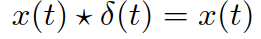 x(t) ⋆ δ(t) = x(t)